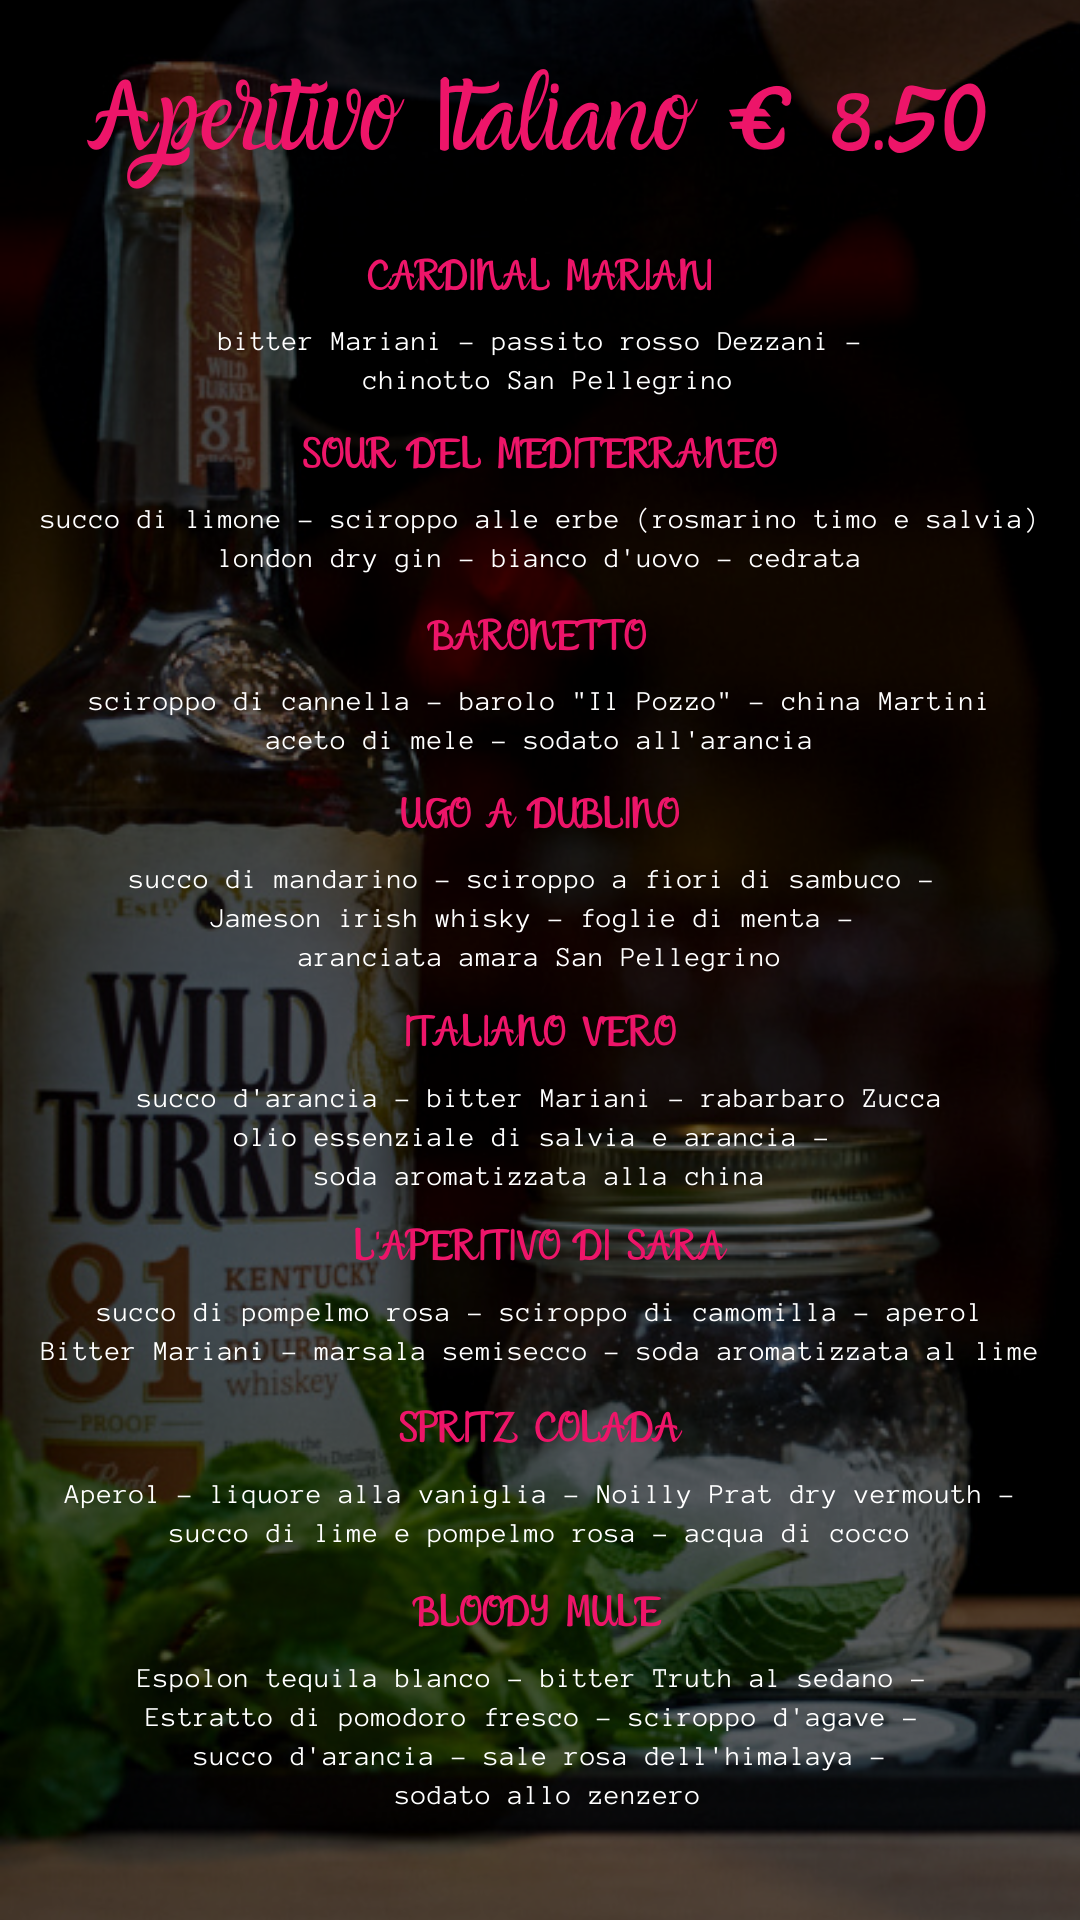 Aperitivo Italiano € 8.50
CARDINAL MARIANI
bitter Mariani - passito rosso Dezzani -
chinotto San Pellegrino
SOUR DEL MEDITERRANEO
succo di limone - sciroppo alle erbe (rosmarino timo e salvia)
london dry gin - bianco d'uovo - cedrata
BARONETTO
sciroppo di cannella - barolo "Il Pozzo" - china Martini
aceto di mele - sodato all'arancia
UGO A DUBLINO
succo di mandarino - sciroppo a fiori di sambuco -
Jameson irish whisky - foglie di menta -
aranciata amara San Pellegrino
ITALIANO VERO
succo d'arancia - bitter Mariani - rabarbaro Zucca
olio essenziale di salvia e arancia -
soda aromatizzata alla china
L'APERITIVO DI SARA
succo di pompelmo rosa - sciroppo di camomilla - aperol
Bitter Mariani - marsala semisecco - soda aromatizzata al lime
SPRITZ COLADA
Aperol - liquore alla vaniglia - Noilly Prat dry vermouth -
succo di lime e pompelmo rosa - acqua di cocco
BLOODY MULE
Espolon tequila blanco - bitter Truth al sedano -
Estratto di pomodoro fresco - sciroppo d'agave -
succo d'arancia - sale rosa dell'himalaya -
sodato allo zenzero
WILD
TURKEY
81
PROOF
Estd 1855
WILD
TURKEY
81
KENTUCKY
whiskey
PROOF
Real